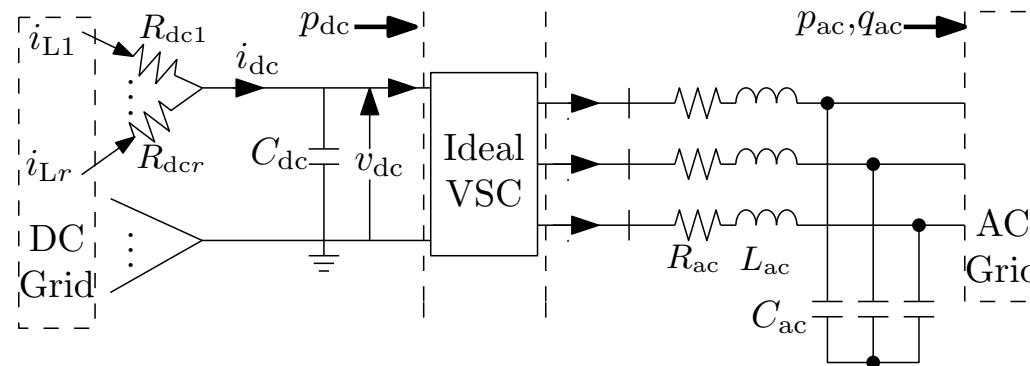 i_L1
R_dc1
i_dc
p_dc
p_ac,q_ac
i_Lr
R_dcr
C_dc
v_dc
Ideal
VSC
DC
Grid
R_ac
L_ac
C_ac
AC
Grid